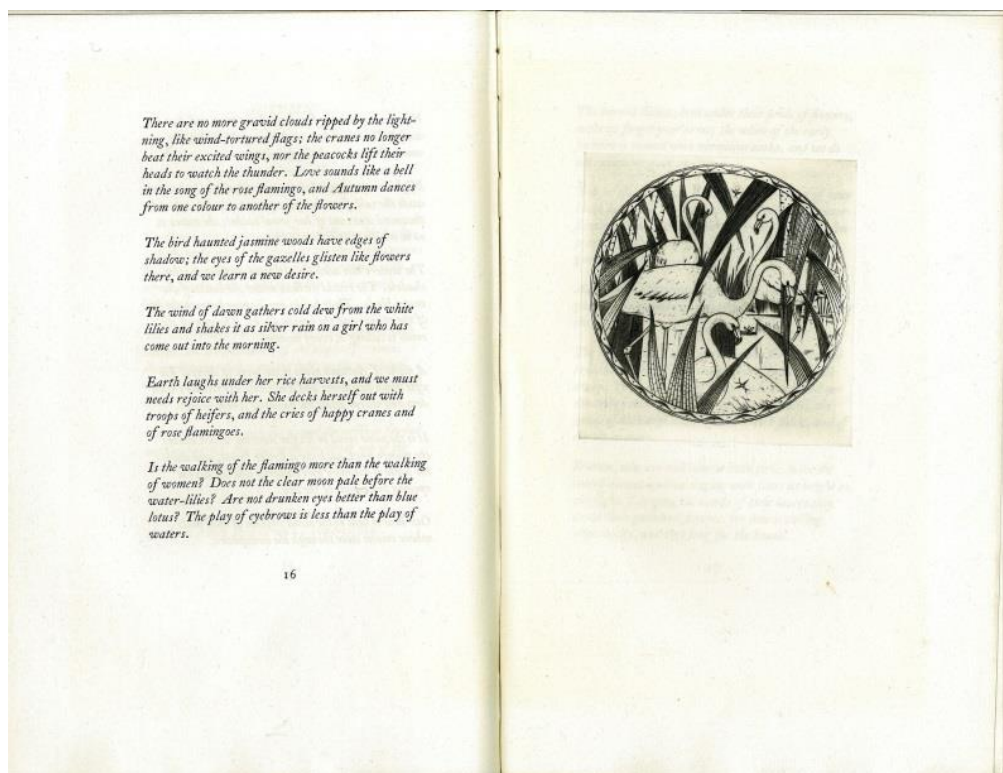 There are no more gravid clouds ripped by the light-
ning, like wind-tortured flags; the cranes no longer
beat their excited wings, nor the peacocks lift their
heads to watch the thunder. Love sounds like a bell
in the song of the rose flamingo, and Autumn dances
from one colour to another of the flowers.
The bird haunted jasmine woods have edges of
shadow; the eyes of the gazelles glisten like flowers
there, and we learn a new desire.
The wind of dawn gathers cold dew from the white
lilies and shakes it as silver rain on a girl who has
come out into the morning.
Earth laughs under her rice harvests, and we must
needs rejoice with her. She decks herself out with
troops of heifers, and the cries of happy cranes and
of rose flamingoes.
Is the walking of the flamingo more than the walking
of women? Does not the clear moon pale before the
water-lilies? Are not drunken eyes better than blue
lotus? The play of eyebrows is less than the play of
waters.
16